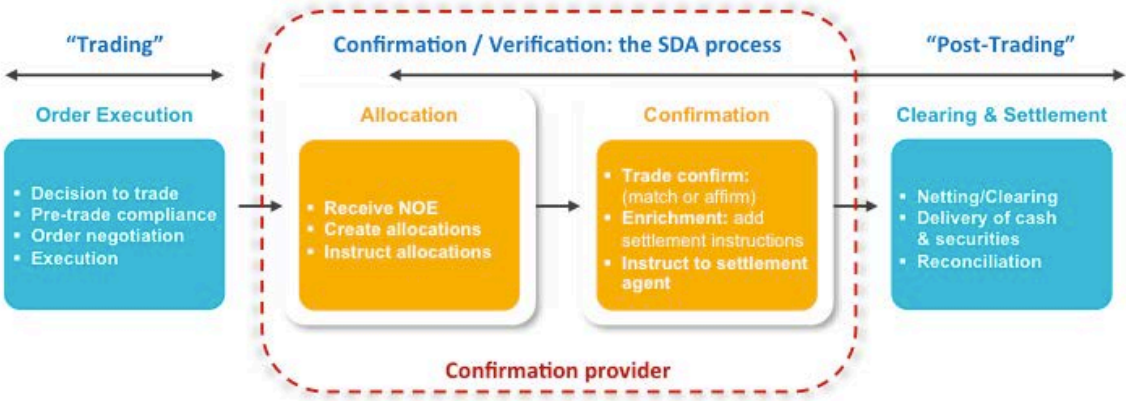 “Trading”
Confirmation / Verification: the SDA process
“Post-Trading”
Order Execution
▪ Decision to trade
▪ Pre-trade compliance
▪ Order negotiation
▪ Execution
Allocation
▪ Receive NOE
▪ Create allocations
▪ Instruct allocations
Confirmation
▪ Trade confirm:
(match or affirm)
▪ Enrichment: add
settlement instructions
▪ Instruct to settlement
agent
Clearing & Settlement
▪ Netting/Clearing
▪ Delivery of cash
& securities
▪ Reconciliation
Confirmation provider